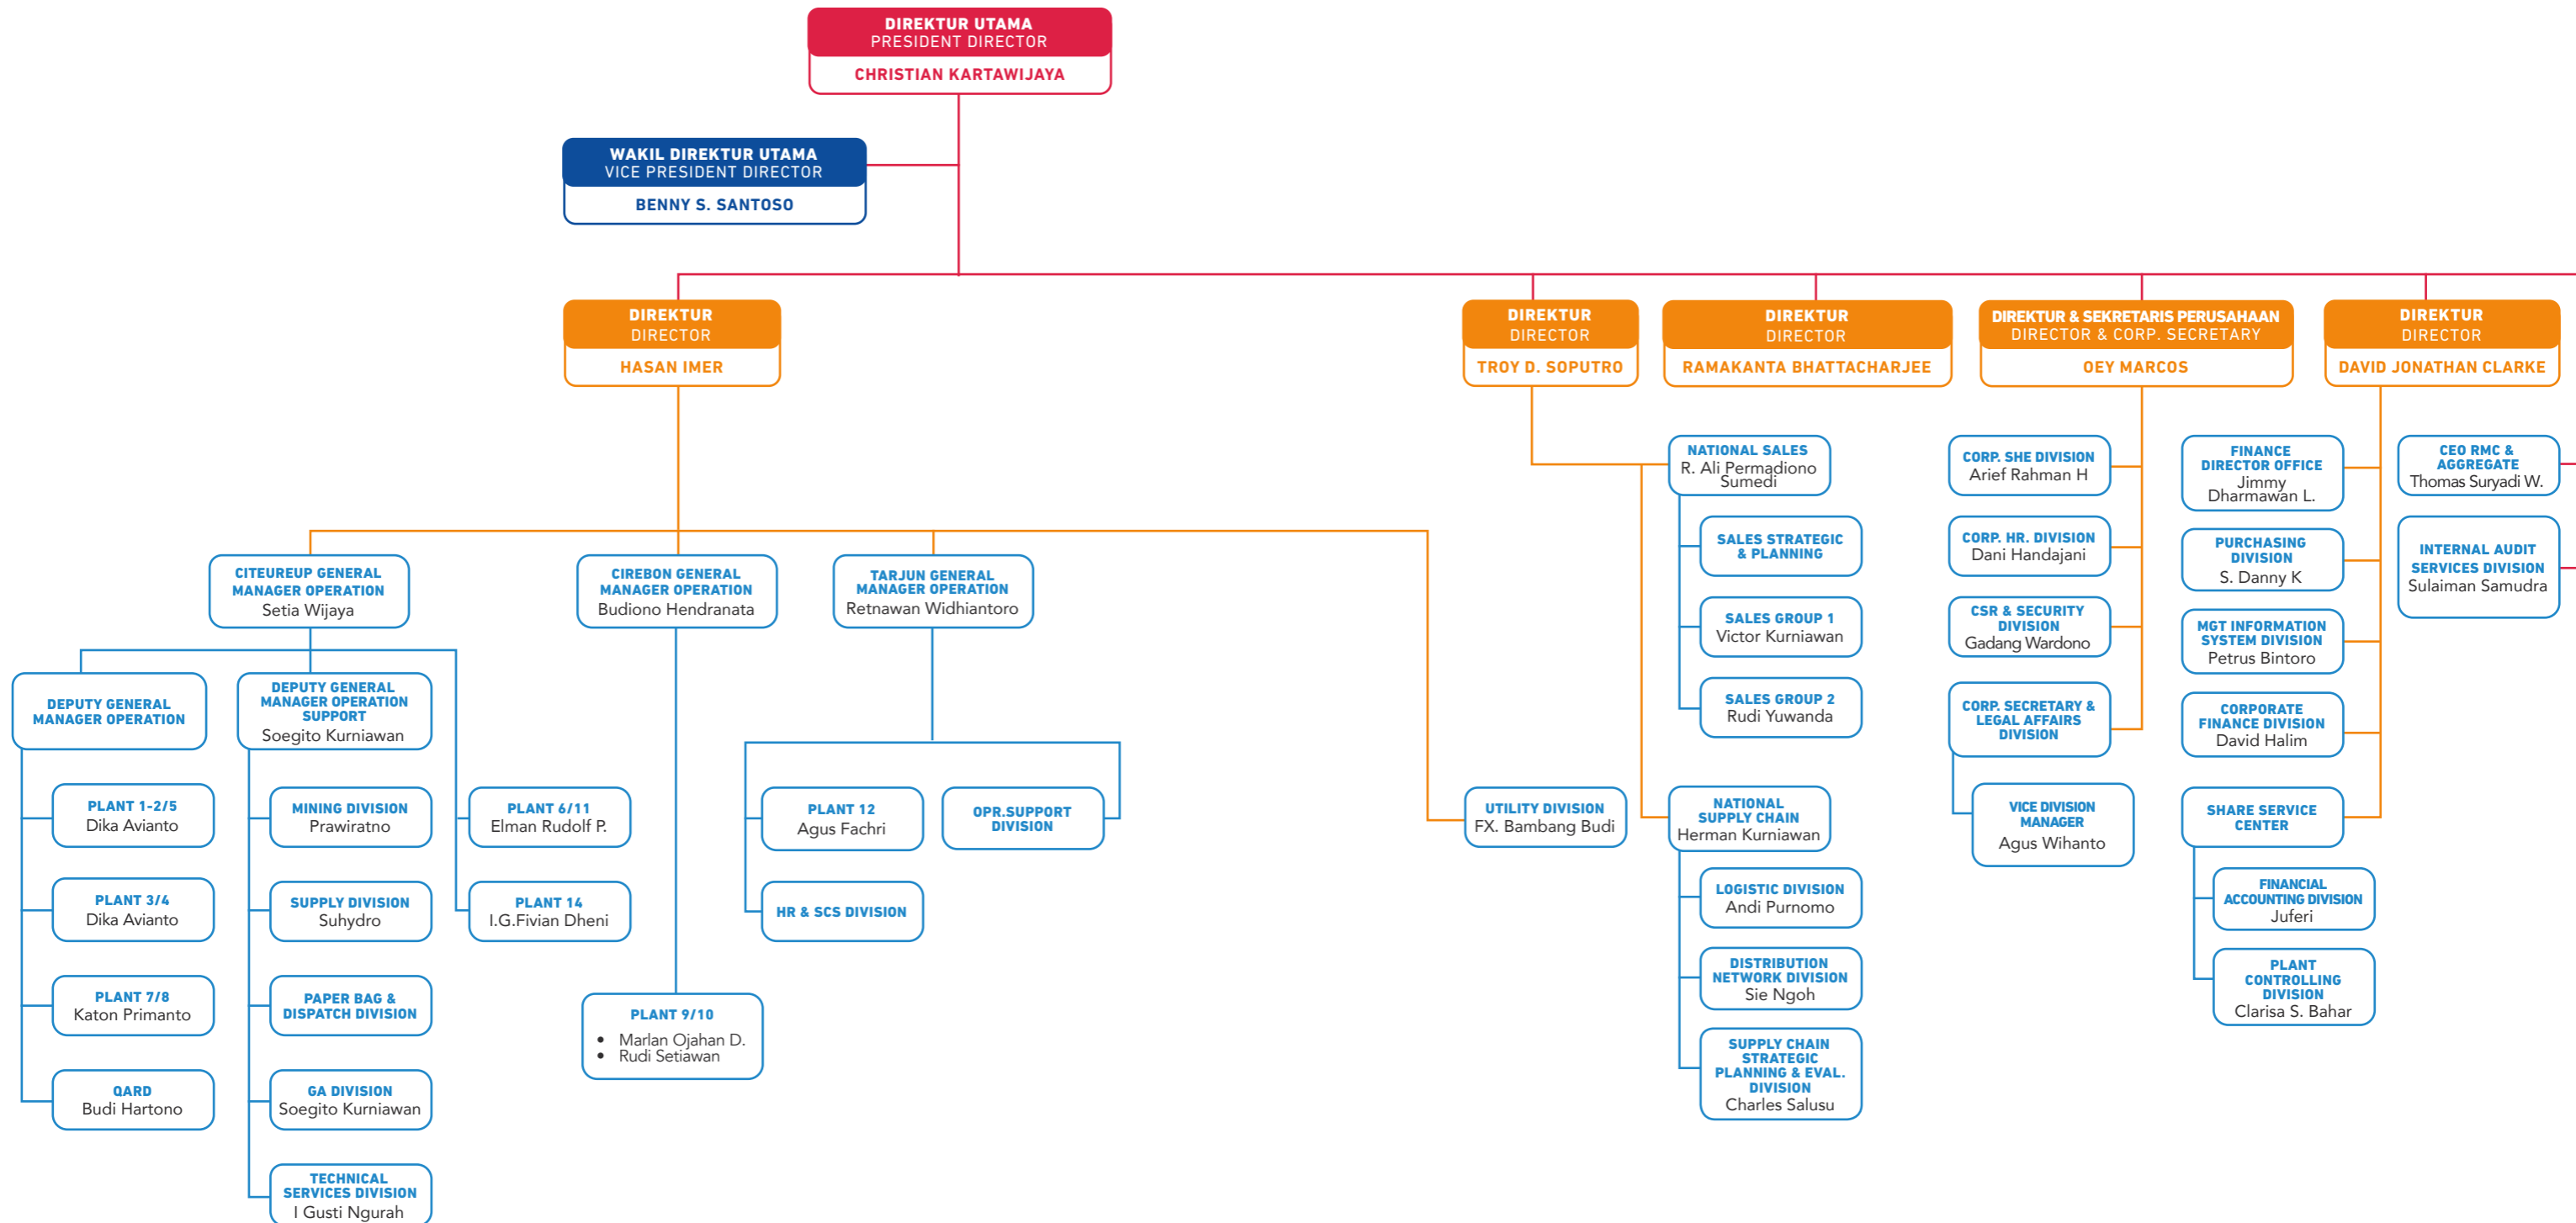 DIREKTUR UTAMA
PRESIDENT DIRECTOR
CHRISTIAN KARTAWIJAYA
WAKIL DIREKTUR UTAMA
VICE PRESIDENT DIRECTOR
BENNY S. SANTOSO
DIREKTUR
DIRECTOR
HASAN IMER
DIREKTUR
DIRECTOR
TROY D. SOPUTRO
DIREKTUR
DIRECTOR
RAMAKANTA BHATTACHARJEE
DIREKTUR & SEKRETARIS PERUSAHAAN
DIRECTOR & CORP. SECRETARY
OEY MARCOS
DIREKTUR
DIRECTOR
DAVID JONATHAN CLARKE
CITEUREUP GENERAL
MANAGER OPERATION
Setia Wijaya
CIREBON GENERAL
MANAGER OPERATION
Budiono Hendranata
TARJUN GENERAL
MANAGER OPERATION
Retnawan Widhiantoro
DEPUTY GENERAL
MANAGER OPERATION
PLANT 1-2/5
Dika Avianto
PLANT 3/4
Dika Avianto
PLANT 7/8
Katon Primanto
QARD
Budi Hartono
DEPUTY GENERAL
MANAGER OPERATION
SUPPORT
Soegito Kurniawan
MINING DIVISION
Prawiratno
SUPPLY DIVISION
Suhydro
PAPER BAG &
DISPATCH DIVISION
GA DIVISION
Soegito Kurniawan
TECHNICAL
SERVICES DIVISION
I Gusti Ngurah
PLANT 6/11
Elman Rudolf P.
PLANT 14
I.G.Fivian Dheni
PLANT 9/10
• Marlan Ojahan D.
• Rudi Setiawan
PLANT 12
Agus Fachri
HR & SCS DIVISION
OPR.SUPPORT
DIVISION
UTILITY DIVISION
FX. Bambang Budi
NATIONAL SALES
R. Ali Permadiono
Sumedi
SALES STRATEGIC
& PLANNING
SALES GROUP 1
Victor Kurniawan
SALES GROUP 2
Rudi Yuwanda
NATIONAL
SUPPLY CHAIN
Herman Kurniawan
LOGISTIC DIVISION
Andi Purnomo
DISTRIBUTION
NETWORK DIVISION
Sie Ngoh
SUPPLY CHAIN
STRATEGIC
PLANNING & EVAL.
DIVISION
Charles Salusu
CORP. SHE DIVISION
Arief Rahman H
CORP. HR. DIVISION
Dani Handajani
CSR & SECURITY
DIVISION
Gadang Wardono
CORP. SECRETARY &
LEGAL AFFAIRS
DIVISION
VICE DIVISION
MANAGER
Agus Wihanto
FINANCE
DIRECTOR OFFICE
Jimmy
Dharmawan L.
PURCHASING
DIVISION
S. Danny K
MGT INFORMATION
SYSTEM DIVISION
Petrus Bintoro
CORPORATE
FINANCE DIVISION
David Halim
SHARE SERVICE
CENTER
FINANCIAL
ACCOUNTING DIVISION
Juferi
PLANT
CONTROLLING
DIVISION
Clarisa S. Bahar
CEO RMC &
AGGREGATE
Thomas Suryadi W.
INTERNAL AUDIT
SERVICES DIVISION
Sulaiman Samudra